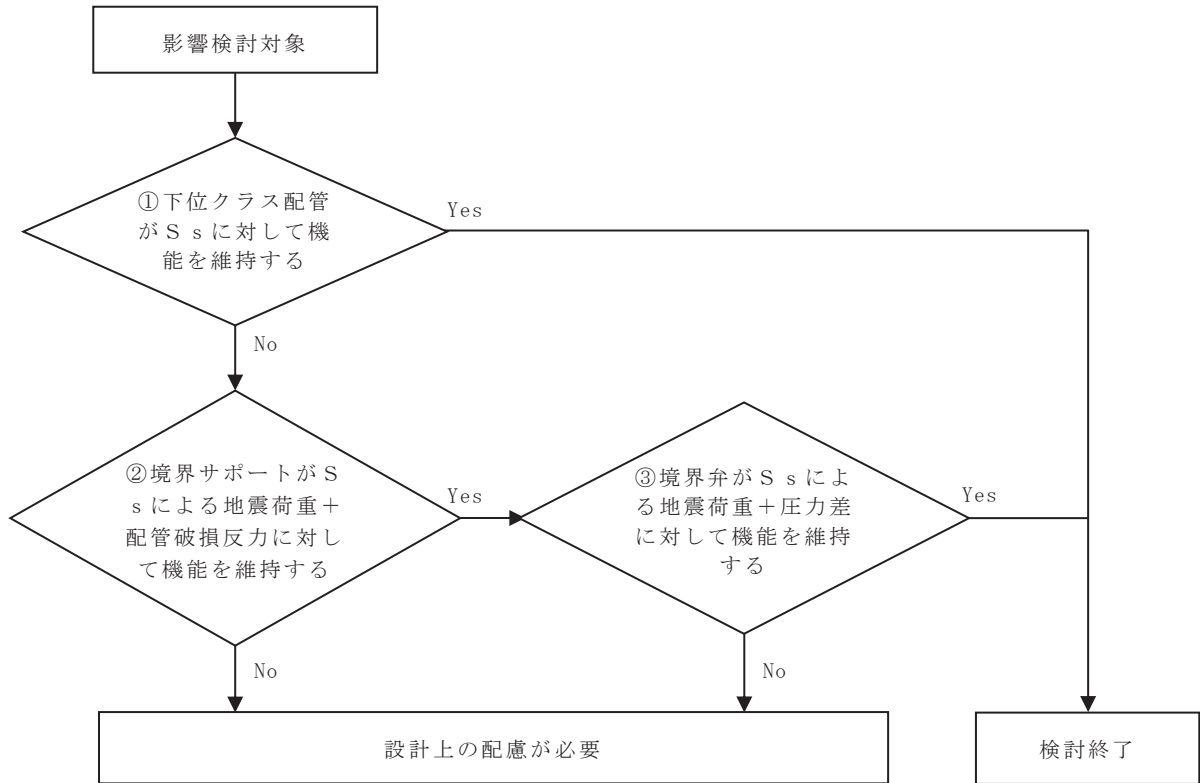 影響検討対象
①下位クラス配管
がＳｓに対して機
能を維持する
Yes
No
②境界サポートがＳ
ｓによる地震荷重＋
配管破損反力に対し
て機能を維持する
Yes
③境界弁がＳｓによ
る地震荷重＋圧力差
に対して機能を維持
する
Yes
No
No
設計上の配慮が必要
検討終了